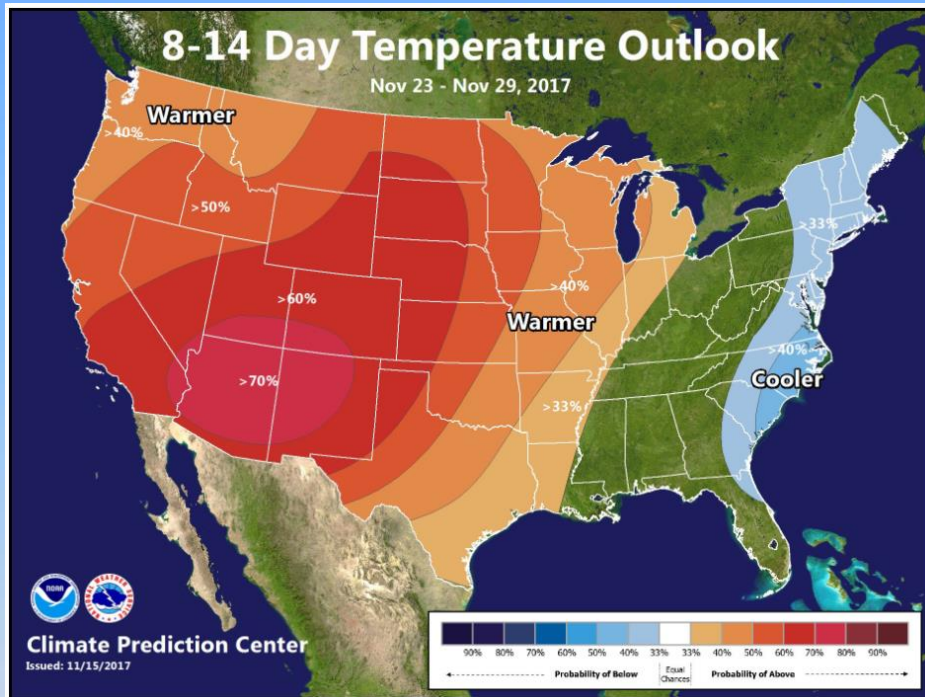 8-14 Day Temperature Outlook
Nov 23 - Nov 29, 2017
Warmer
>40%
>50%
>33%
>60%
>40%
Warmer
>40%
>70%
Cooler
>33%
NOAA
Climate Prediction Center
Issued: 11/15/2017
90% 80% 70% 60% 50% 40% 33% 33% 40% 50% 60% 70% 80% 90%
Probability of Below
Equal
Chances
Probability of Above